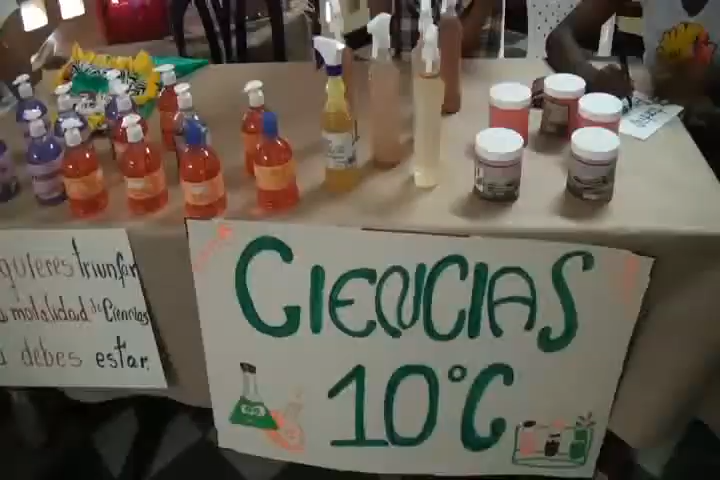 quieres triunfar
modalidad de Ciencias
debes estar.
CIENCIAS
10°C